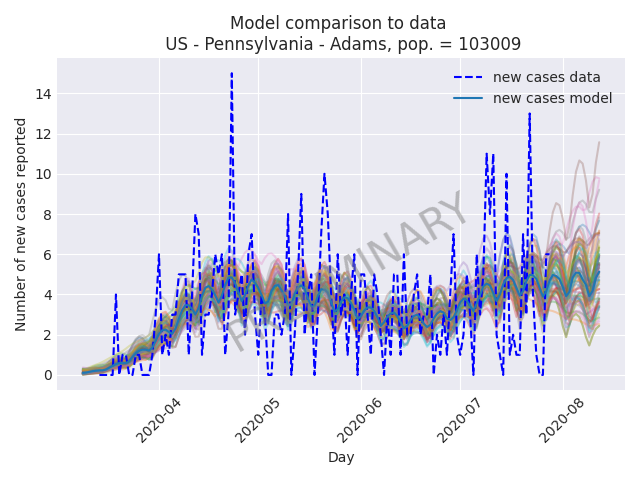 Model comparison to data
US - Pennsylvania - Adams, pop. = 103009
new cases data
new cases model
Number of new cases reported
14
12
10
8
6
4
2
0
PRELIMINARY
2020-04
2020-05
2020-06
2020-07
2020-08
Day